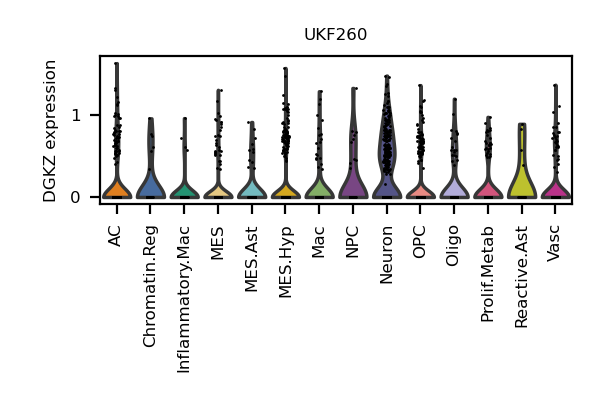 UKF260
DGKZ expression
1
0
AC
Chromatin.Reg
Inflammatory.Mac
MES
MES.Ast
MES.Hyp
Mac
NPC
Neuron
OPC
Oligo
Prolif.Metab
Reactive.Ast
Vasc